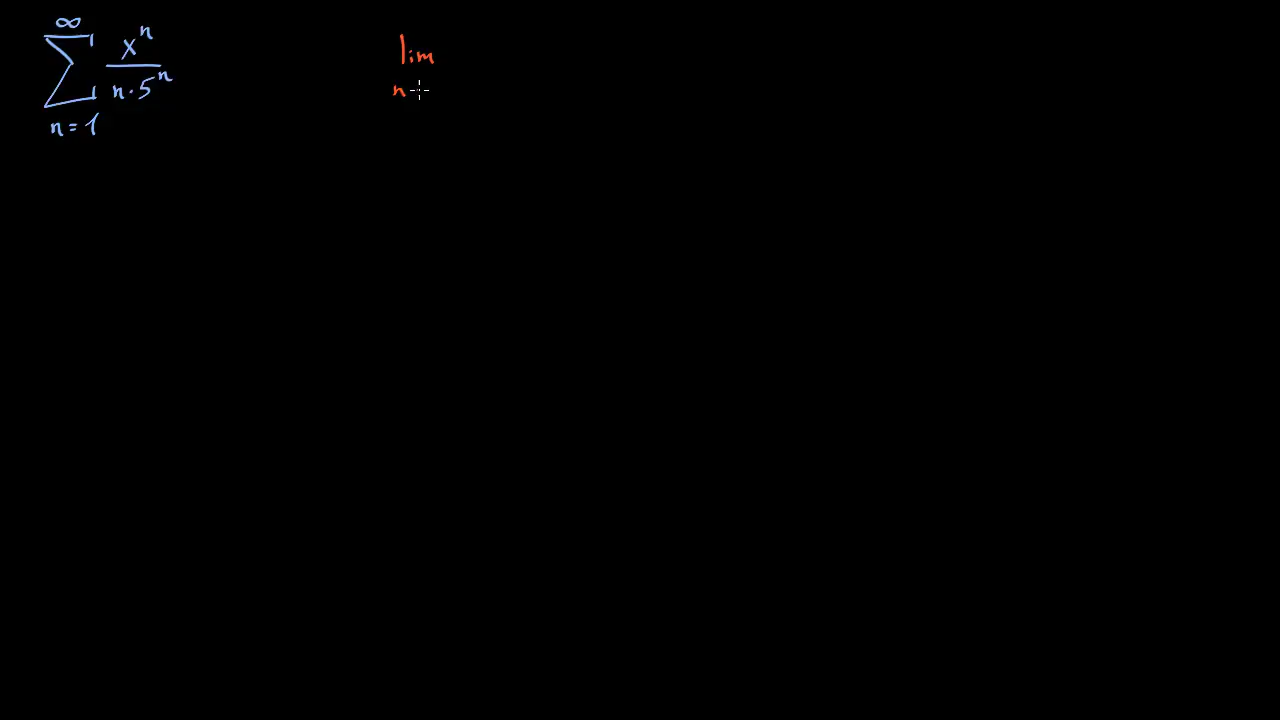 ∞
∑ xⁿ / n · 5ⁿ
n = 1
lim
n